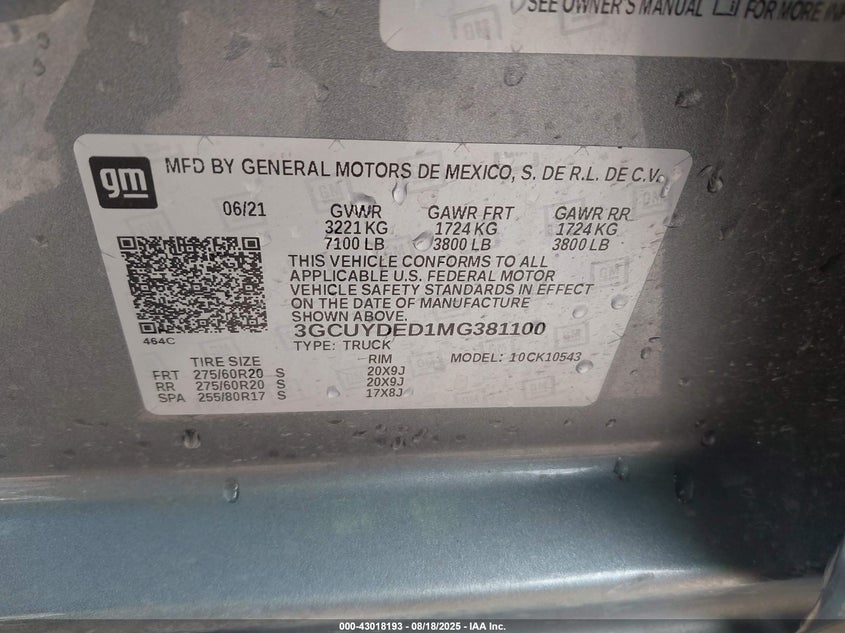 SEE OWNER'S MANUAL FOR MORE
gm MFD BY GENERAL MOTORS DE MEXICO, S. DE R.L. DE C.V.
06/21 GVWR GAWR FRT GAWR RR
3221 KG 1724 KG 1724 KG
7100 LB 3800 LB 3800 LB
THIS VEHICLE CONFORMS TO ALL
APPLICABLE U.S. FEDERAL MOTOR
VEHICLE SAFETY STANDARDS IN EFFECT
ON THE DATE OF MANUFACTURE
SHOWN ABOVE.
3GCUYDED1MG381100
464C
TYPE: TRUCK
TIRE SIZE RIM MODEL: 10CK10543
FRT 275/60R20 S 20X9J
RR 275/60R20 S 20X9J
SPA 255/80R17 S 17X8J
000-43018193 - 08/18/2025 - IAA Inc.